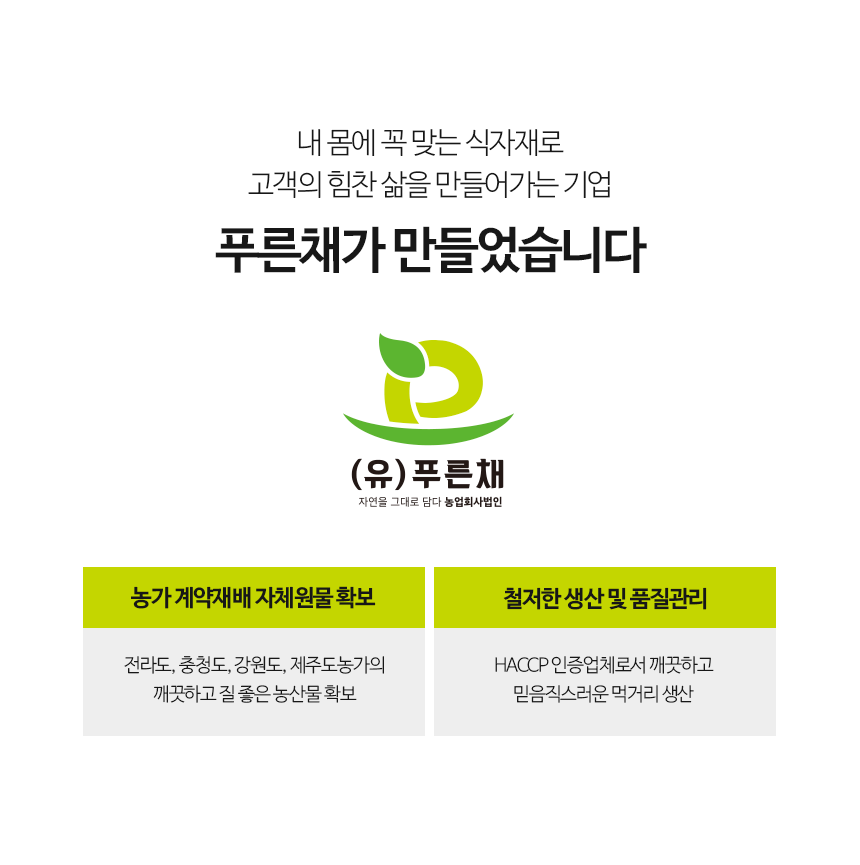 내 몸에 꼭 맞는 식자재로
고객의 힘찬 삶을 만들어가는 기업
푸른채가 만들었습니다
(유)푸른채
자연을 그대로 담다 농업회사법인
농가 계약재배 자체원물 확보
전라도, 충청도, 강원도, 제주도농가의
깨끗하고 질 좋은 농산물 확보
철저한 생산 및 품질관리
HACCP 인증업체로서 깨끗하고
믿음직스러운 먹거리 생산